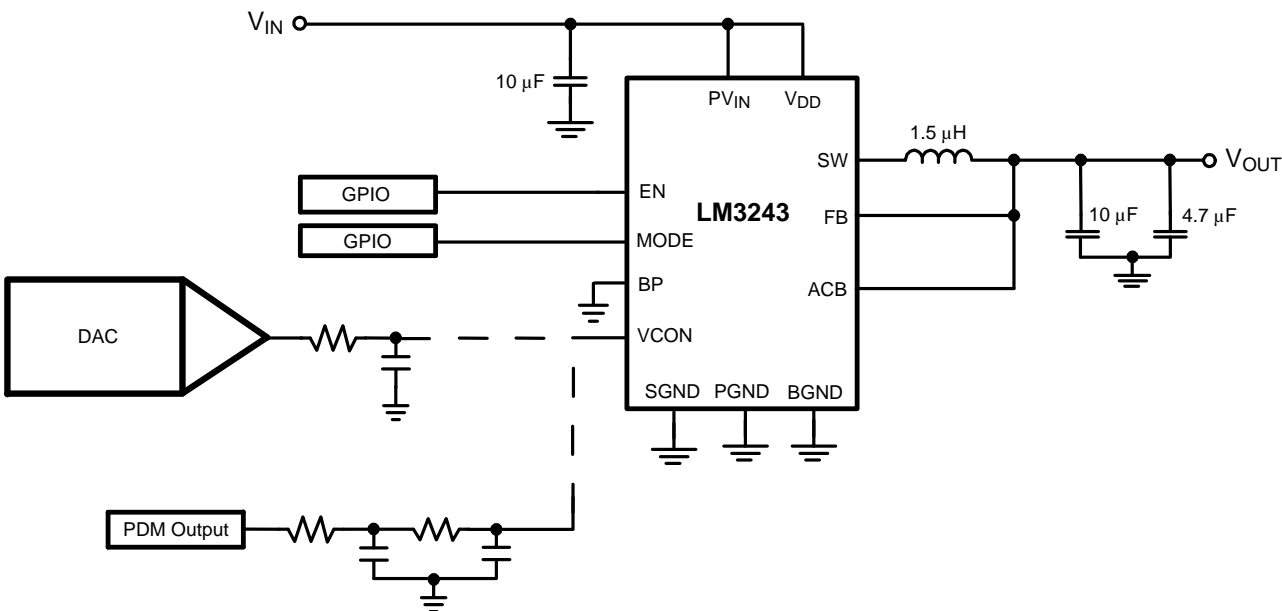 VIN
10 μF
PVIN VDD
1.5 μH
SW
VOUT
GPIO
EN
LM3243
FB
10 μF
4.7 μF
GPIO
MODE
BP
ACB
DAC
VCON
SGND PGND BGND
PDM Output